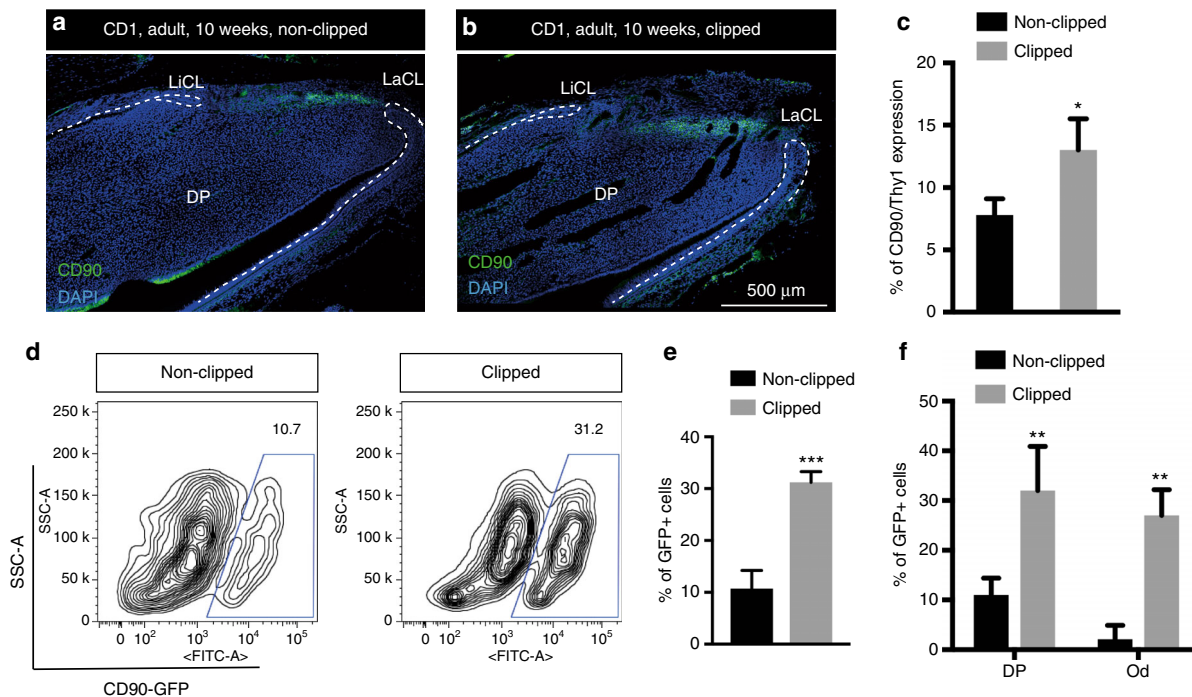 a
CD1, adult, 10 weeks, non-clipped
LiCL
LaCL
DP
CD90
DAPI
b
CD1, adult, 10 weeks, clipped
LiCL
LaCL
DP
CD90
DAPI
500 µm
c
Non-clipped
Clipped
% of CD90/Thy1 expression
20
15
10
5
0
*
d
Non-clipped
10.7
250 k
200 k
150 k
100 k
50 k
0
SSC-A
0 10² 10³ 10⁴ 10⁵
<FITC-A>
SSC-A
CD90-GFP
Clipped
31.2
250 k
200 k
150 k
100 k
50 k
0
SSC-A
0 10² 10³ 10⁴ 10⁵
<FITC-A>
e
Non-clipped
Clipped
% of GFP+ cells
40
30
20
10
0
***
f
Non-clipped
Clipped
% of GFP+ cells
50
40
30
20
10
0
**
**
DP Od